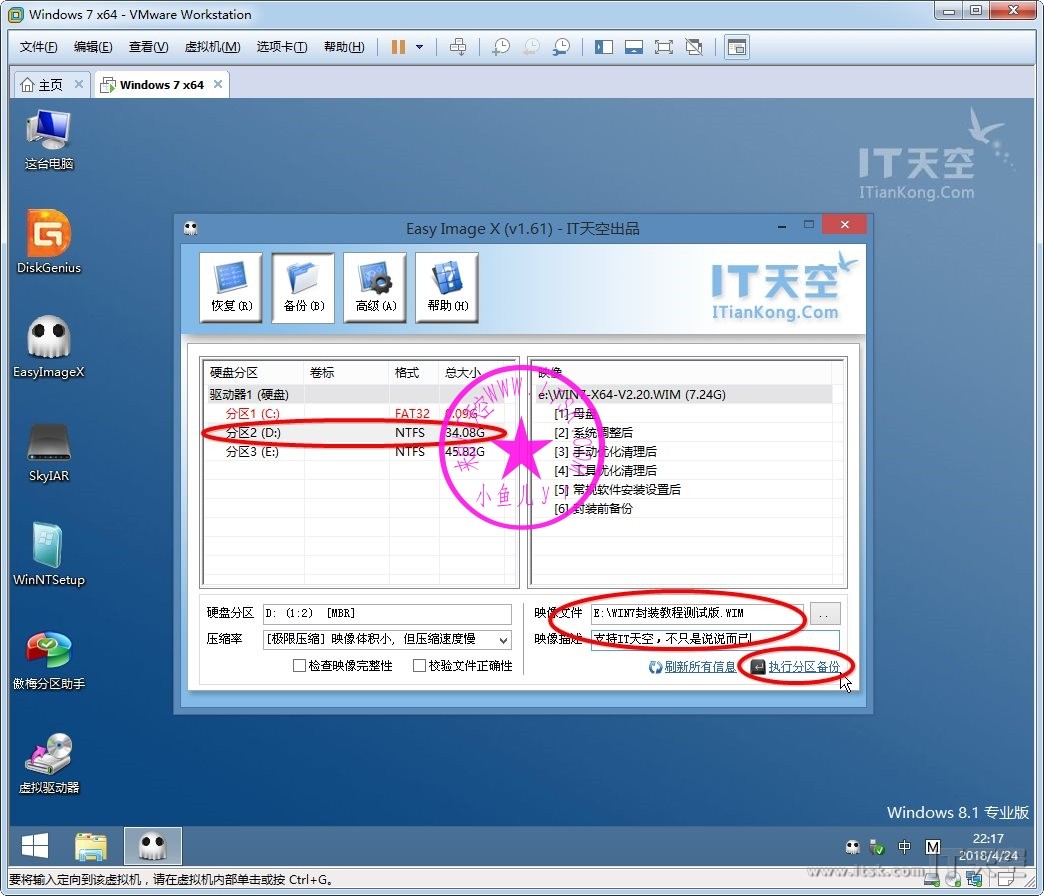 Windows 7 x64 - VMware Workstation
文件(F) 编辑(E) 查看(V) 虚拟机(M) 选项卡(T) 帮助(H)
主页 Windows 7 x64
这台电脑
DiskGenius
EasyImageX
SkyIAR
WinNTSetup
傲梅分区助手
虚拟驱动器
IT天空
ITianKong.Com
Easy Image X (v1.61) - IT天空出品
恢复(R) 备份(B) 高级(A) 帮助(H)
IT天空
ITianKong.Com
硬盘分区 卷标 格式 总大小
驱动器1 (硬盘)
分区1 (C:) FAT32 0.09G
分区2 (D:) NTFS 34.08G
分区3 (E:) NTFS 45.82G
映像
e:\WIN7-X64-V2.20.WIM (7.24G)
[1] 母盘
[2] 系统调整后
[3] 手动优化清理后
[4] 工具优化清理后
[5] 常规软件安装设置后
[6] 封装前备份
小鱼儿
硬盘分区 D: (1:2) [MBR]
压缩率 [极限压缩] 映像体积小, 但压缩速度慢
检查映像完整性 校验文件正确性
映像文件 E:\WIN7封装教程测试版.WIM ..
映像描述 支持IT天空，不只是说说而已
刷新所有信息 执行分区备份
Windows 8.1 专业版
中 M 22:17
2018/4/24
要将输入定向到该虚拟机，请在虚拟机内部单击或按 Ctrl+G。
www.itsk.com IT天空